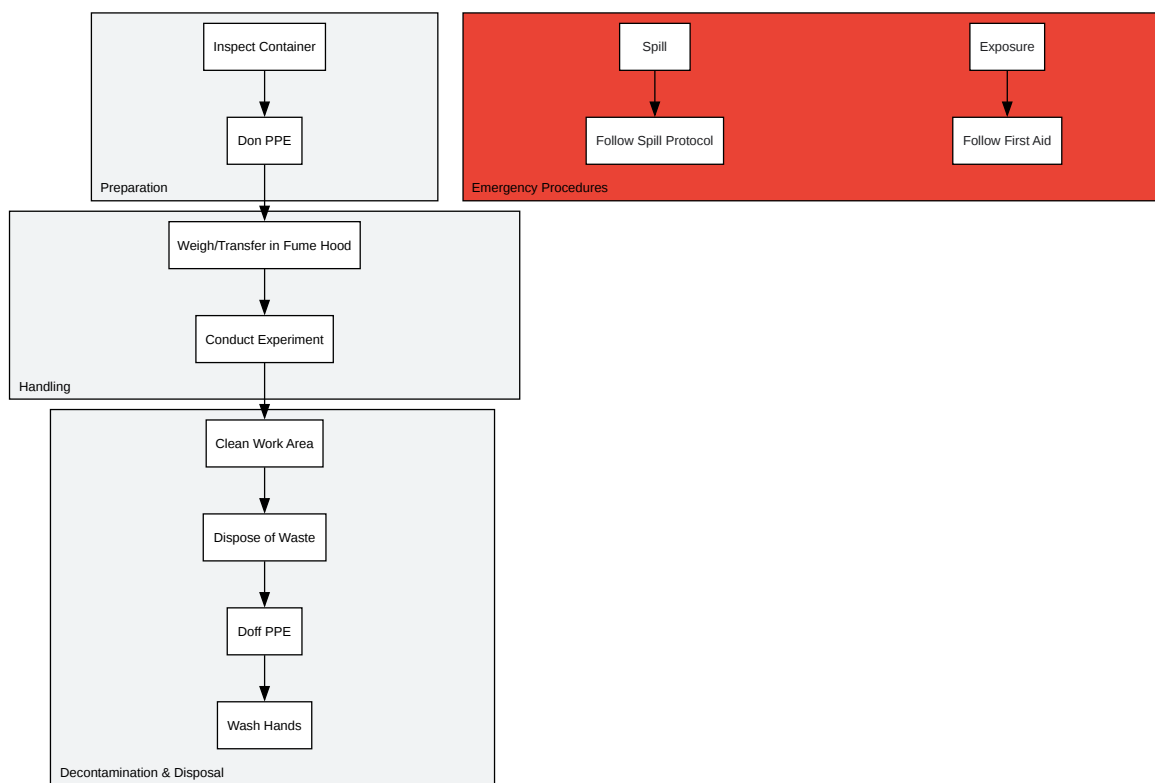 Inspect Container
Don PPE
Preparation
Spill
Exposure
Follow Spill Protocol
Follow First Aid
Emergency Procedures
Weigh/Transfer in Fume Hood
Conduct Experiment
Handling
Clean Work Area
Dispose of Waste
Doff PPE
Wash Hands
Decontamination & Disposal